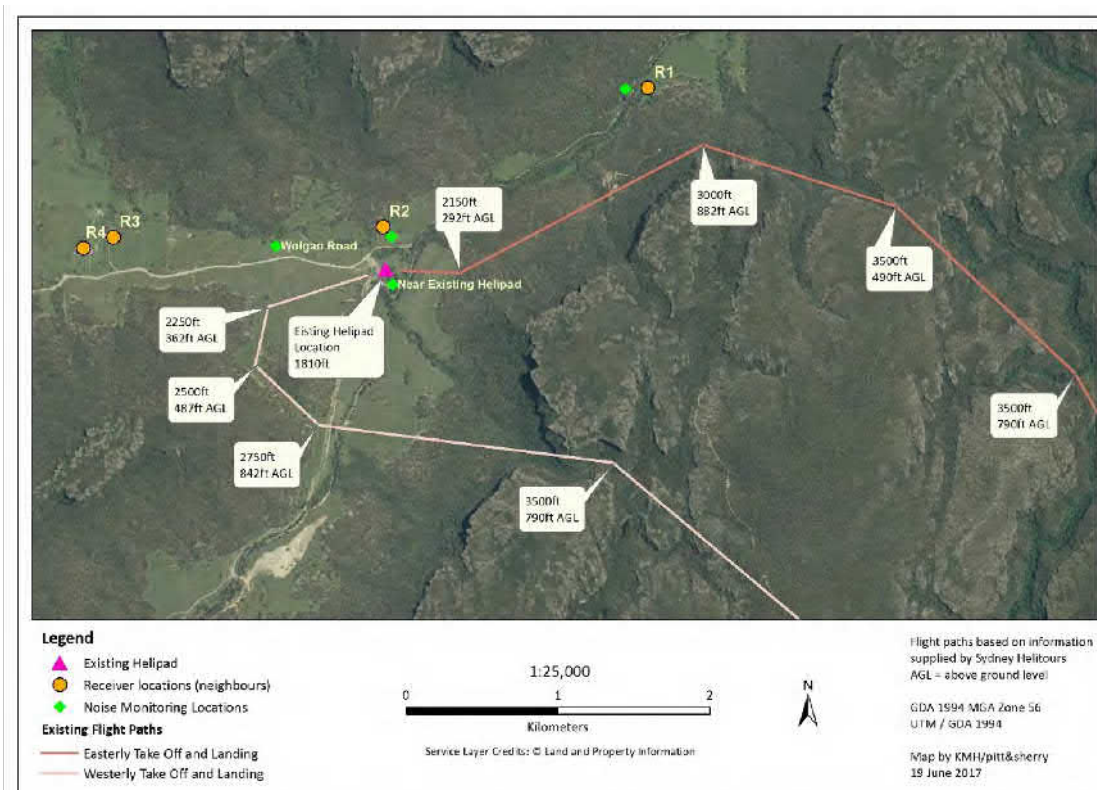 R1
3000ft
882ft AGL
2150ft
292ft AGL
R2
R3
R4
Wolgan Road
3500ft
490ft AGL
Near Existing Helipad
2250ft
362ft AGL
Eisting Helipad
Location
1810ft
2500ft
487ft AGL
3500ft
790ft AGL
2750ft
842ft AGL
3500ft
790ft AGL
Legend
Existing Helipad
Receiver locations (neighbours)
Noise Monitoring Locations
Existing Flight Paths
Easterly Take Off and Landing
Westerly Take Off and Landing
1:25,000
0 1 2
Kilometers
Service Layer Credits: © Land and Property Information
N
Flight paths based on information
supplied by Sydney Helitours
AGL = above ground level
GDA 1994 MGA Zone 56
UTM / GDA 1994
Map by KMH/pitt&sherry
19 June 2017